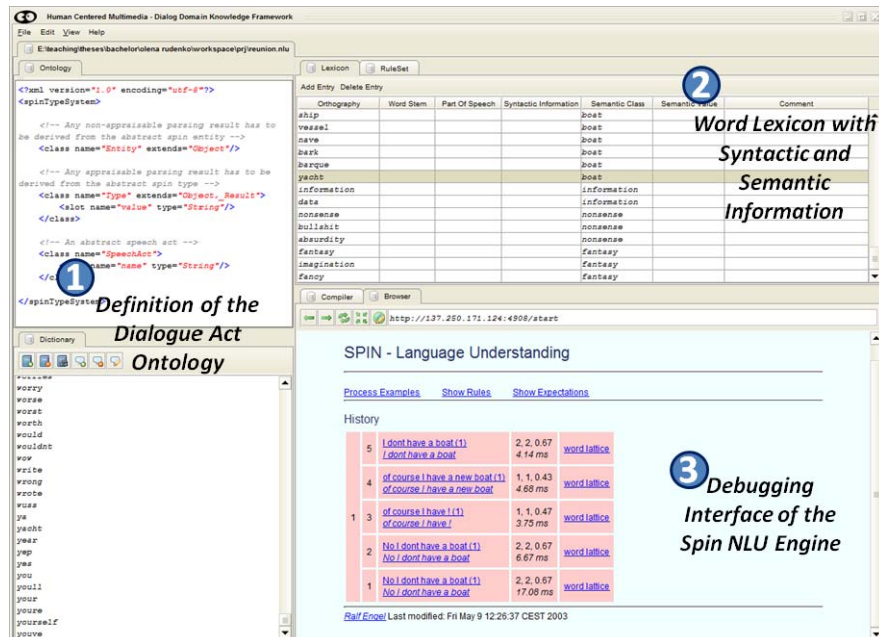 Human Centered Multimedia - Dialog Domain Knowledge Framework
File Edit View Help
E:\teaching\theses\bachelor\olena rudenko\workspace\prj\reunion.nlu
Ontology
<?xml version="1.0" encoding="utf-8"?>
<spinTypeSystem>
<!-- Any non-appraisable parsing result has to
be derived from the abstract spin entity -->
<class name="Entity" extends="Object"/>
<!-- Any appraisable parsing result has to be
derived from the abstract spin type -->
<class name="Type" extends="Object,_Result">
<slot name="value" type="String"/>
</class>
<!-- An abstract speech act -->
<class name="SpeechAct">
name="name" type="String"/>
</cl
</spinTypeSystem>
1
Definition of the
Dialogue Act
Ontology
Dictionary
worries
worry
worse
worst
worth
would
wouldnt
wow
write
wrong
wrote
wuss
ya
yacht
year
yep
yes
you
youll
your
youre
yourself
youve
Lexicon RuleSet
Add Entry Delete Entry
Orthography Word Stem Part Of Speech Syntactic Information Semantic Class Semantic Value Comment
ship boat
vessel boat
nave boat
bark boat
barque boat
yacht boat
information information
data information
nonsense nonsense
bullshit nonsense
absurdity nonsense
fantasy fantasy
imagination fantasy
fancy fantasy
2
Word Lexicon with
Syntactic and
Semantic
Information
Compiler Browser
http://137.250.171.124:4908/start
SPIN - Language Understanding
Process Examples Show Rules Show Expectations
History
5 I dont have a boat (1) 2, 2, 0.67 word lattice
I dont have a boat 4.14 ms
4 of course I have a new boat (1) 1, 1, 0.43 word lattice
of course I have a new boat 4.68 ms
1 3 of course I have ! (1) 1, 1, 0.47 word lattice
of course I have ! 3.75 ms
2 No I dont have a boat (1) 2, 2, 0.67 word lattice
No I dont have a boat 6.67 ms
1 No I dont have a boat (1) 2, 2, 0.67 word lattice
No I dont have a boat 17.08 ms
Ralf Engel Last modified: Fri May 9 12:26:37 CEST 2003
3
Debugging
Interface of the
Spin NLU Engine